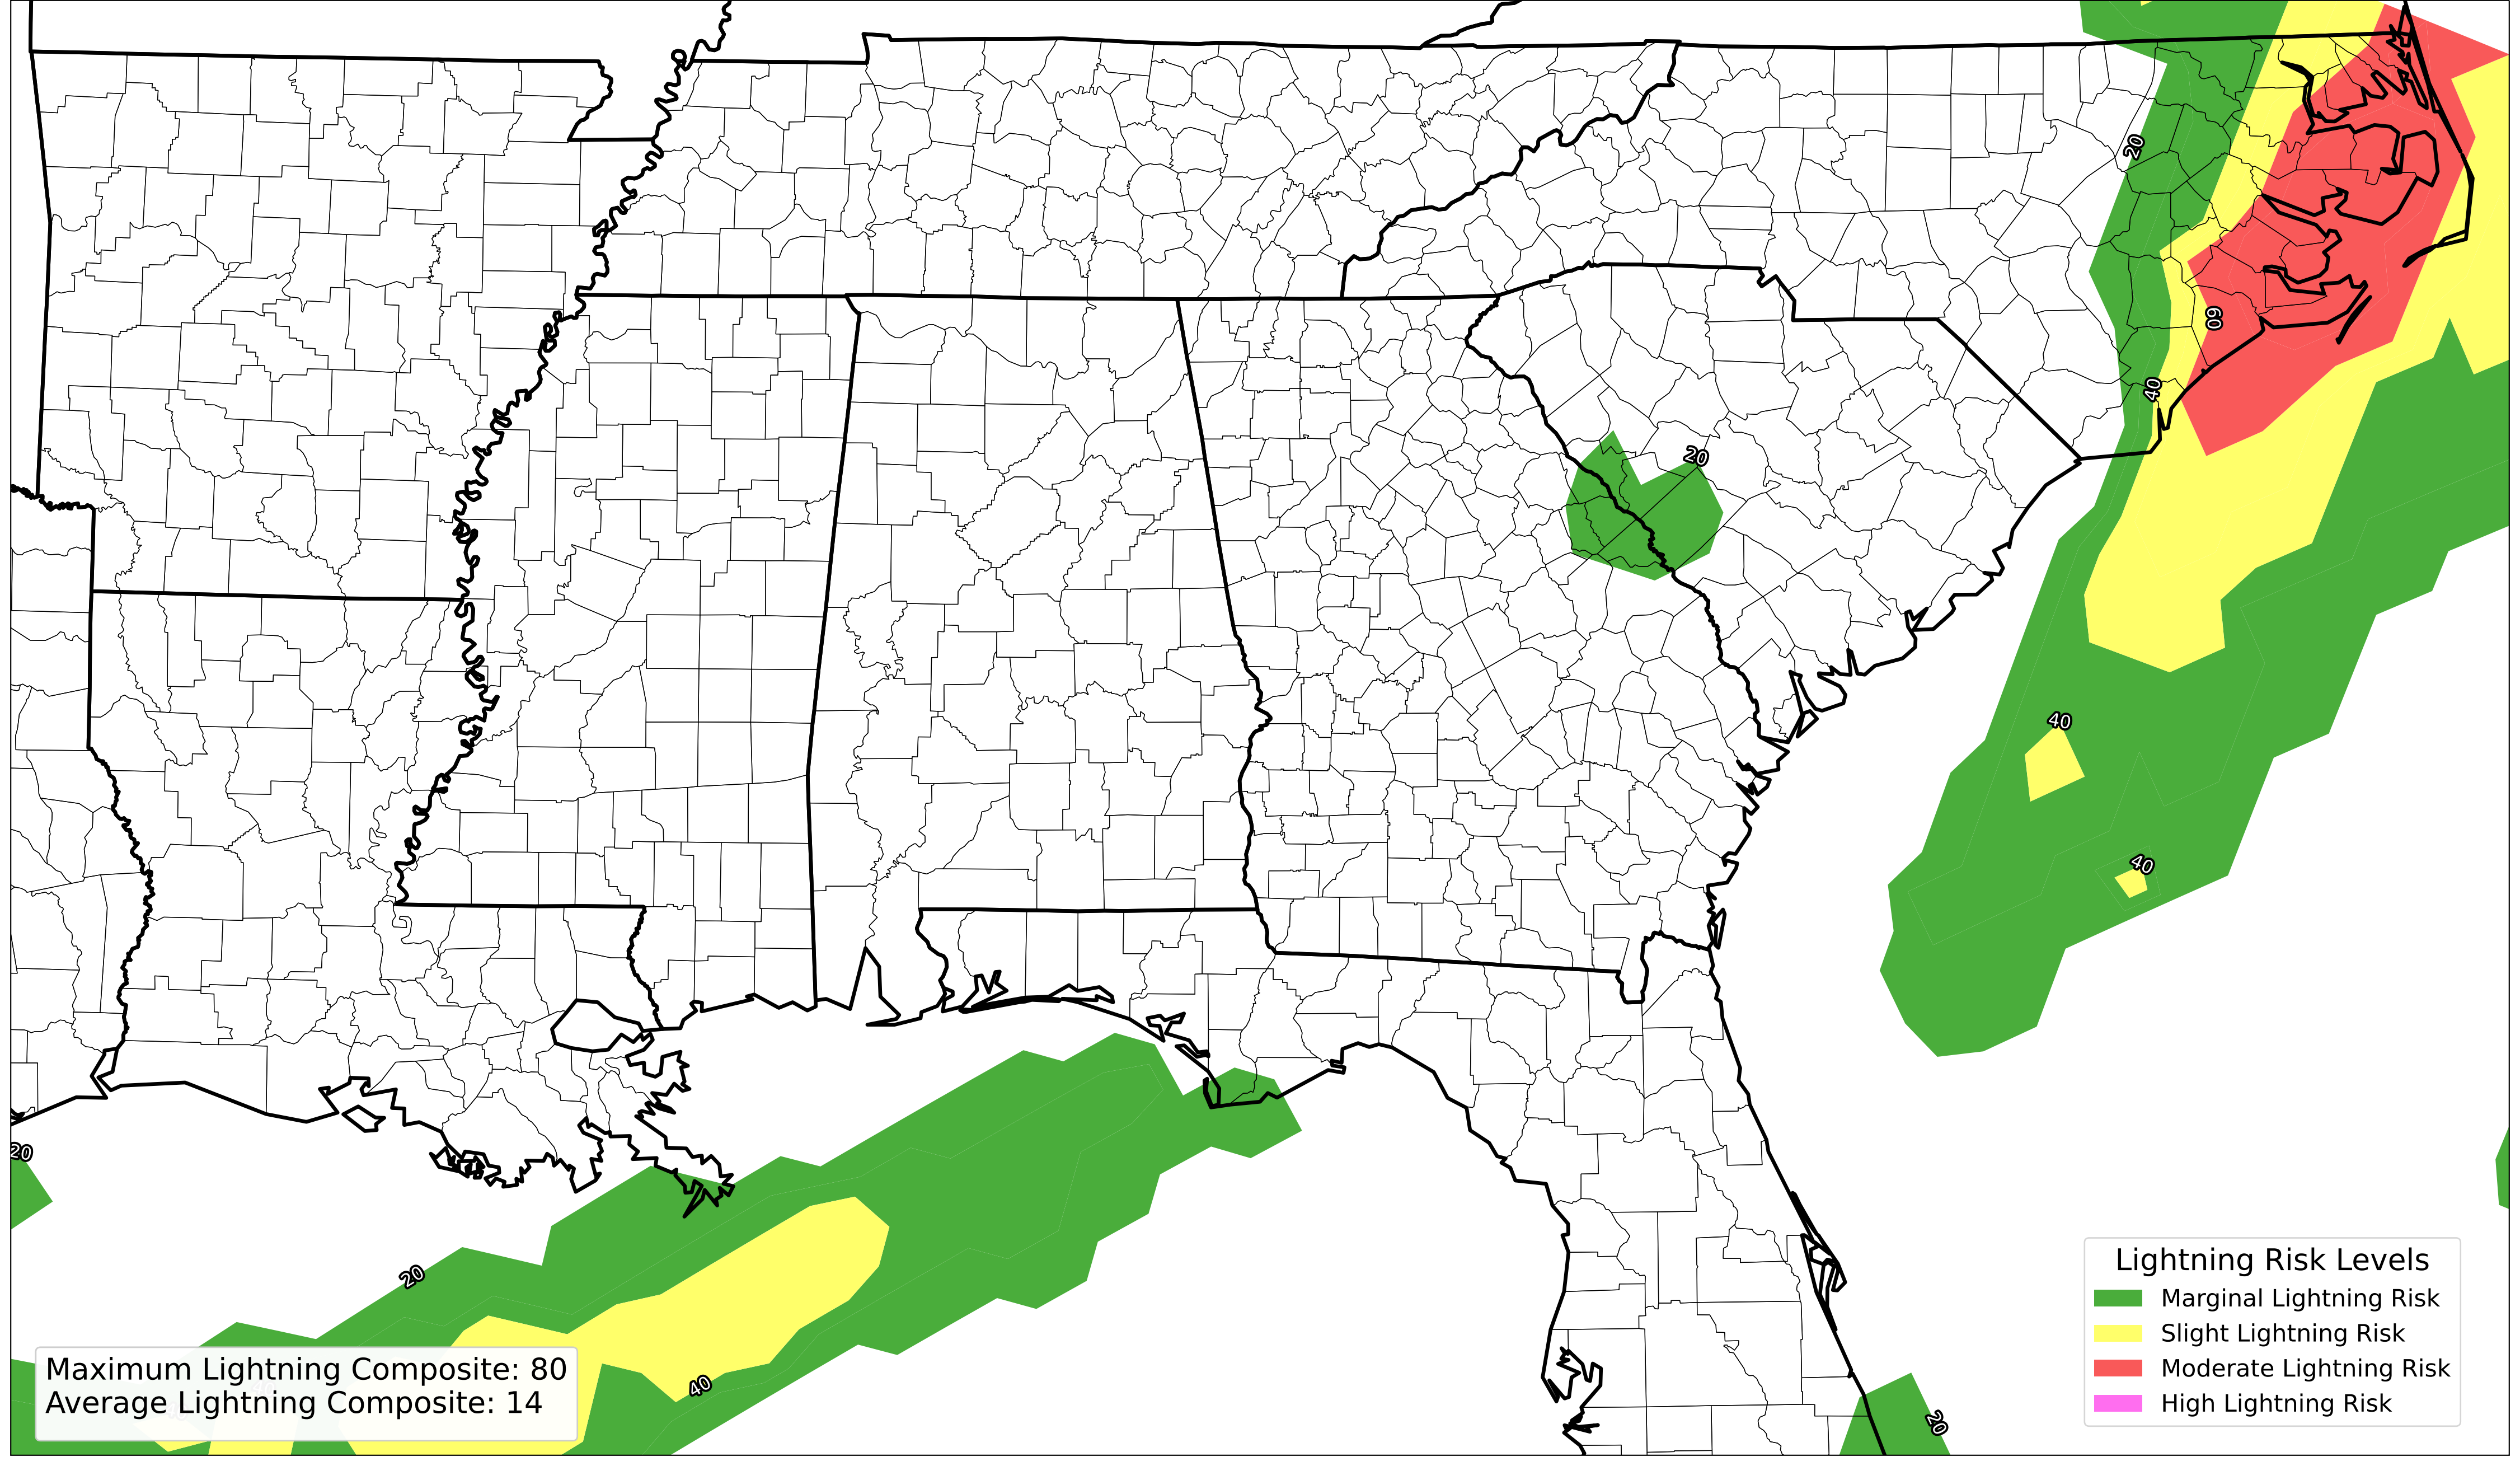 20
60
40
20
40
40
20
20
40
20
Maximum Lightning Composite: 80
Average Lightning Composite: 14
Lightning Risk Levels
Marginal Lightning Risk
Slight Lightning Risk
Moderate Lightning Risk
High Lightning Risk